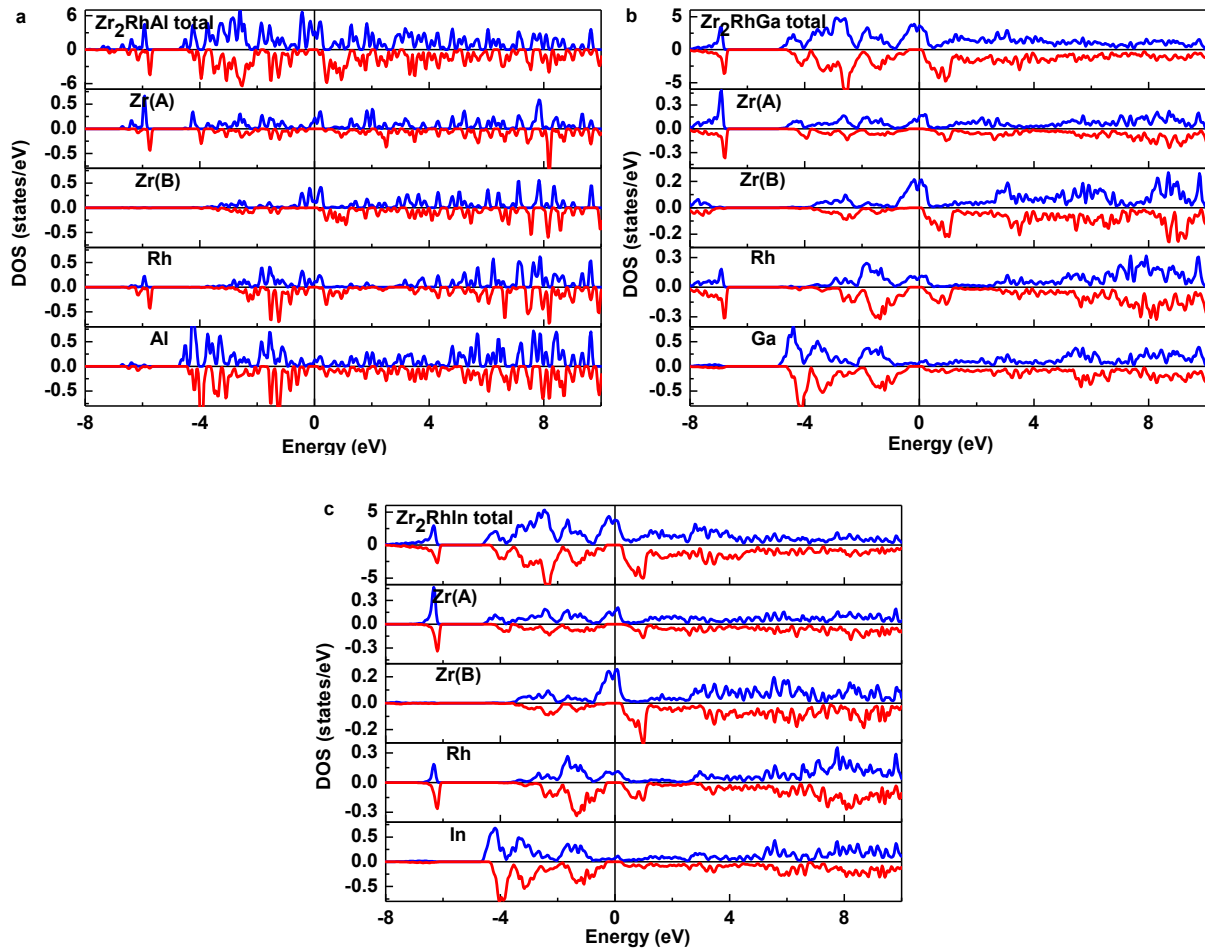 a
Zr2RhAl total
6
0
-6
Zr(A)
0.5
0.0
-0.5
Zr(B)
0.5
0.0
-0.5
Rh
0.5
0.0
-0.5
Al
0.5
0.0
-0.5
-8 -4 0 4 8
Energy (eV)
DOS (states/eV)
b
Zr2RhGa total
5
0
-5
Zr(A)
0.3
0.0
-0.3
Zr(B)
0.2
0.0
-0.2
Rh
0.3
0.0
-0.3
Ga
0.5
0.0
-0.5
-8 -4 0 4 8
Energy (eV)
DOS (states/eV)
c
Zr2RhIn total
5
0
-5
Zr(A)
0.3
0.0
-0.3
Zr(B)
0.2
0.0
-0.2
Rh
0.3
0.0
-0.3
In
0.5
0.0
-0.5
-8 -4 0 4 8
Energy (eV)
DOS (states/eV)